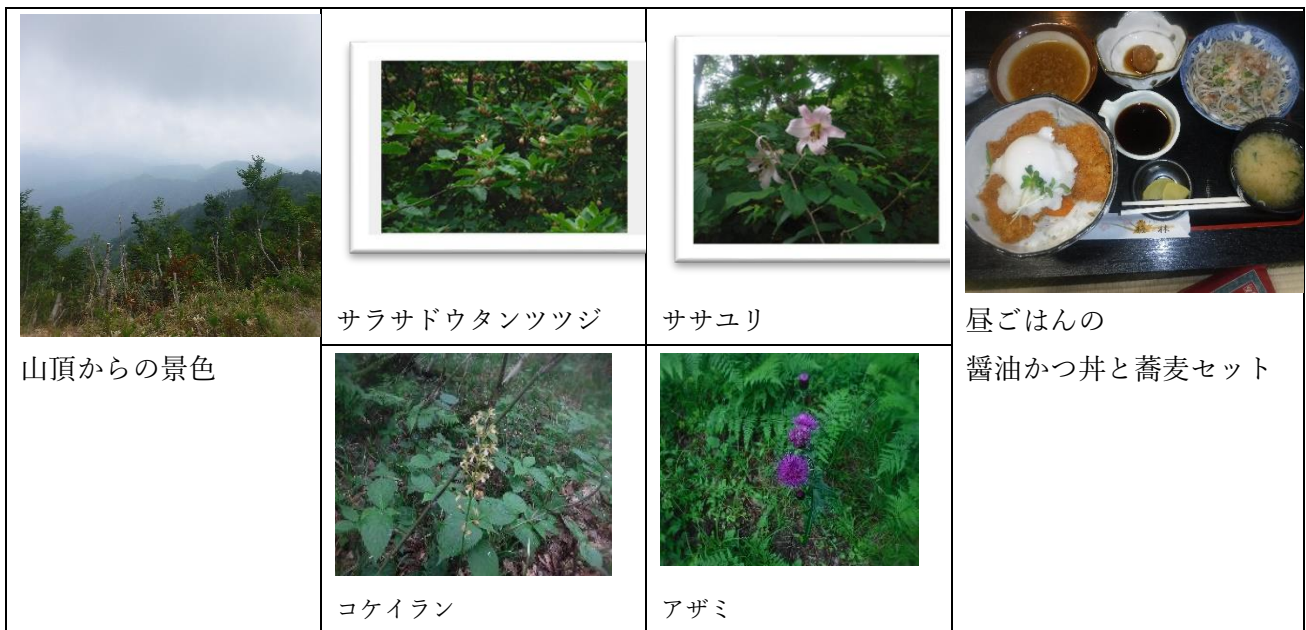 山頂からの景色
サラサドウタンツツジ
ササユリ
コケイラン
アザミ
昼ごはんの
醤油かつ丼と蕎麦セット